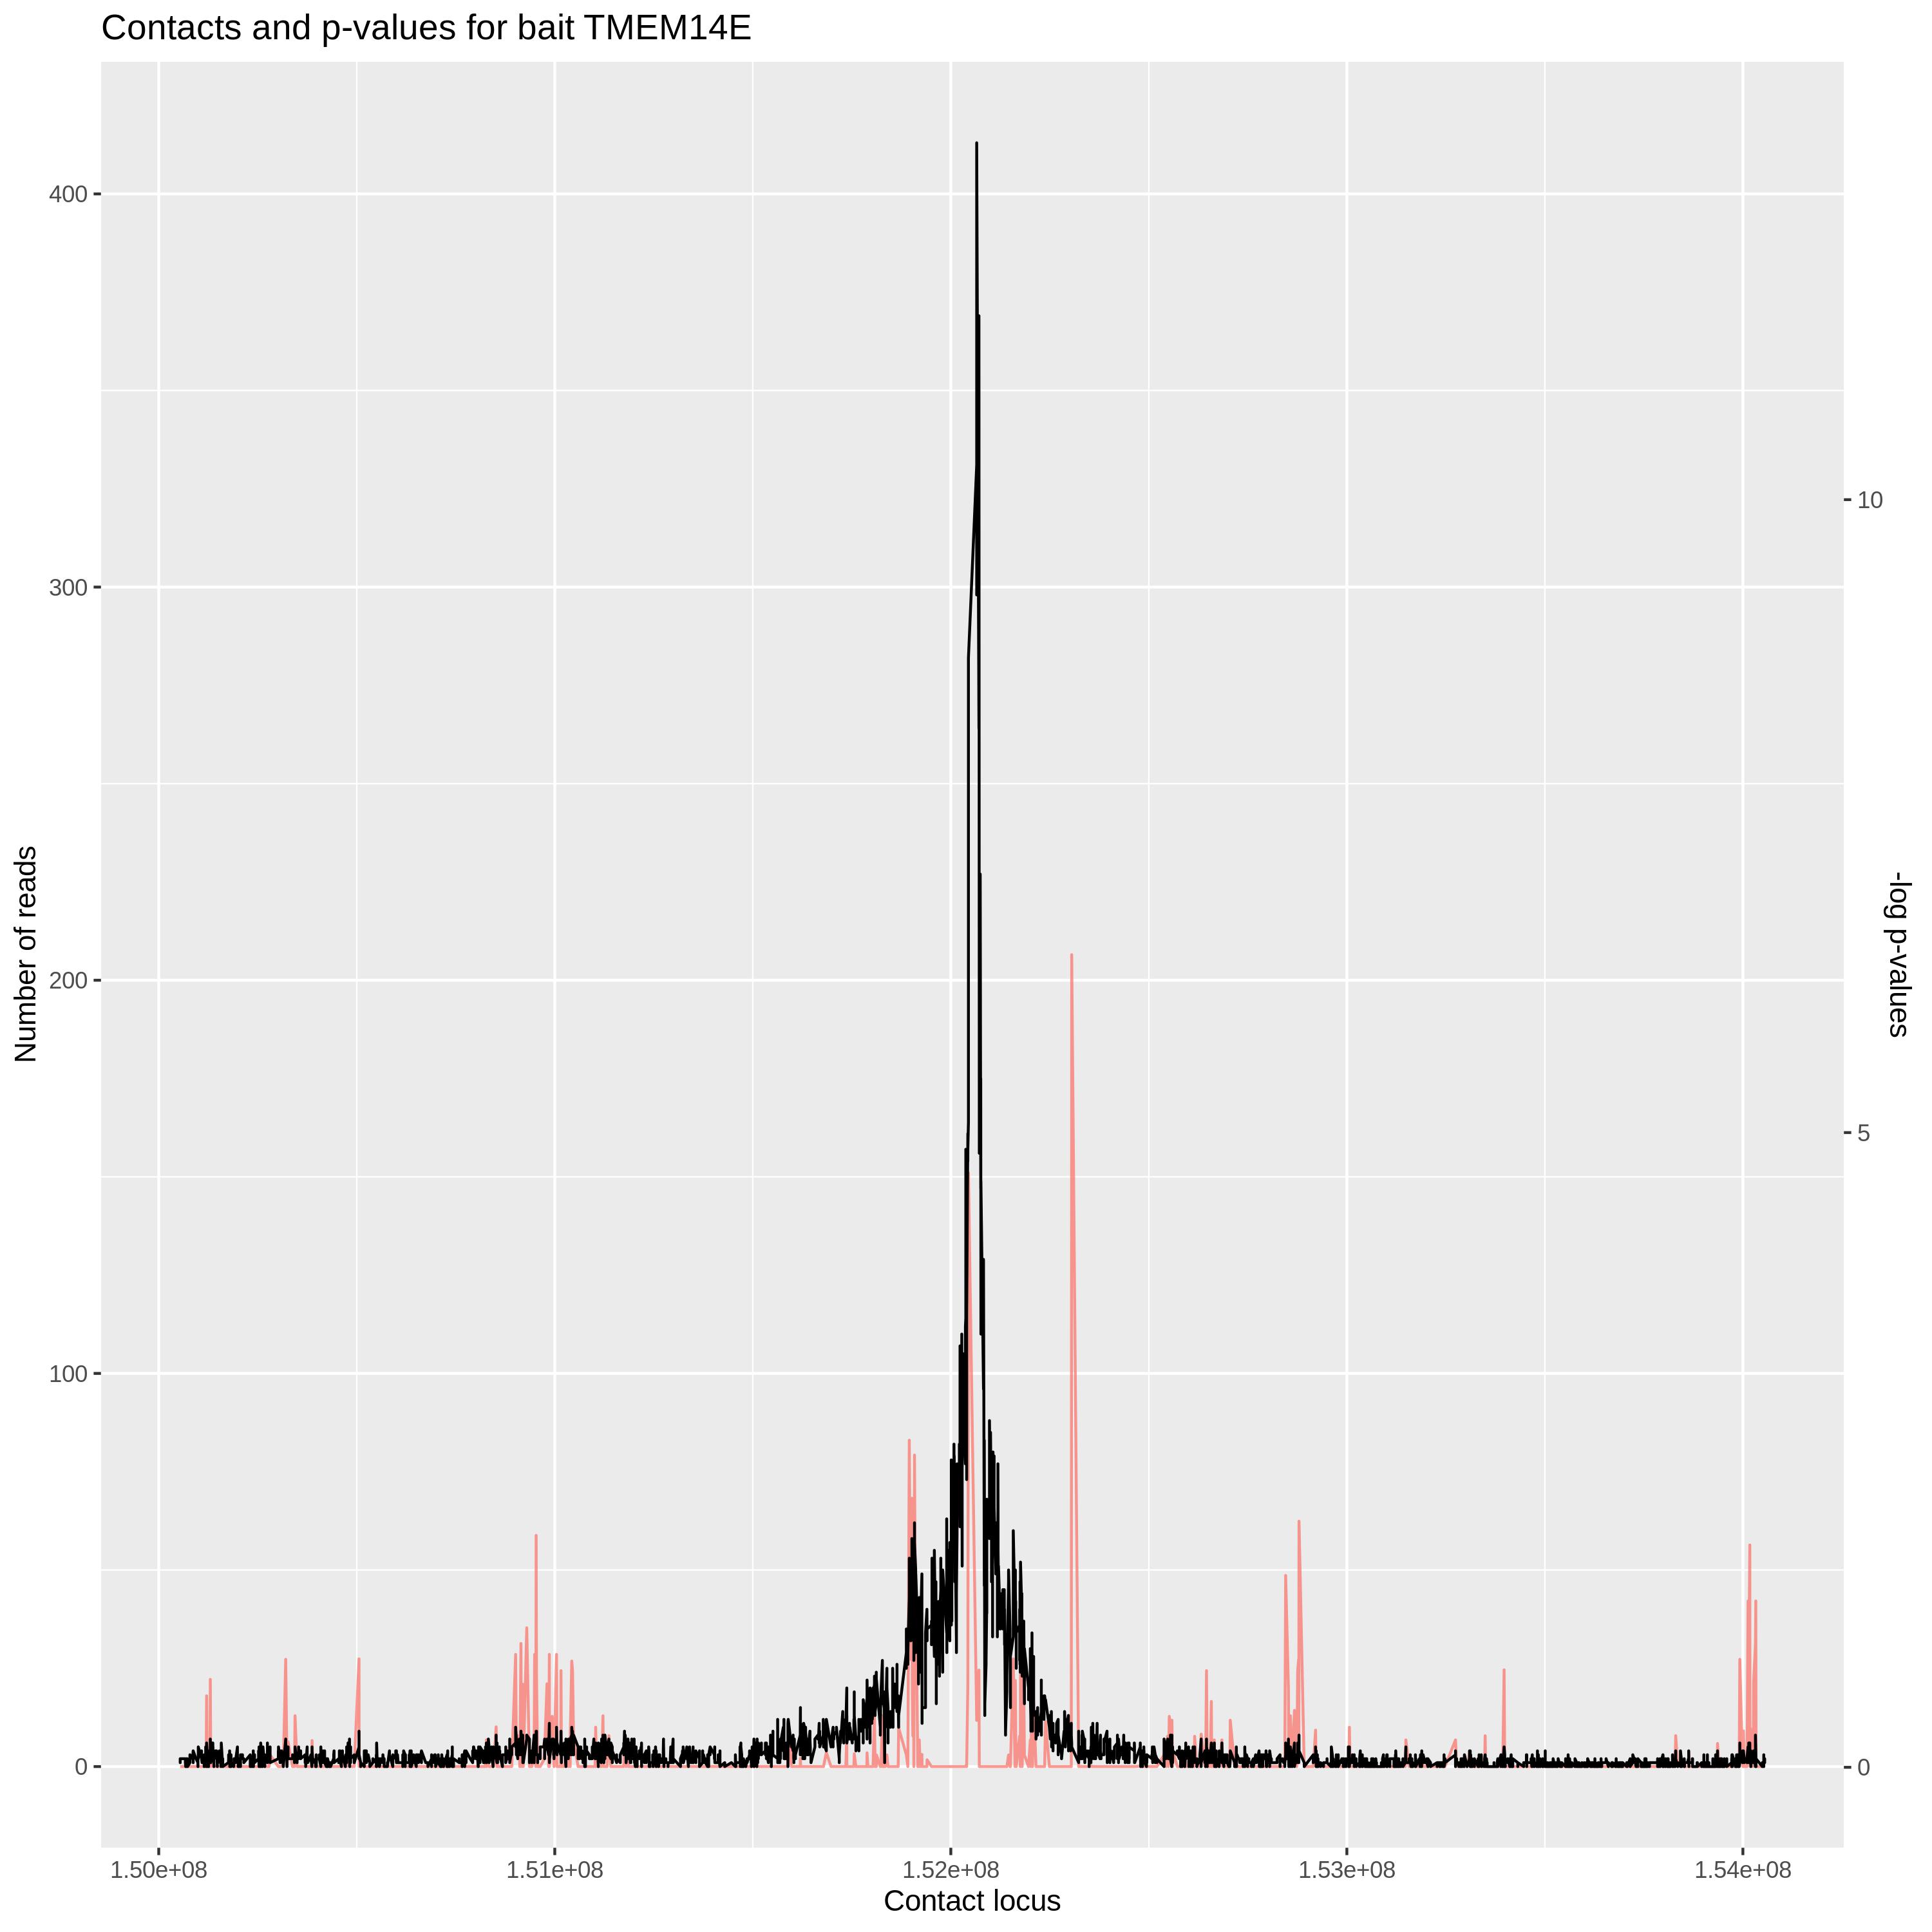 Contacts and p-values for bait TMEM14E
400
300
200
100
0
Number of reads
10
5
0
-log p-values
1.50e+08 1.51e+08 1.52e+08 1.53e+08 1.54e+08
Contact locus